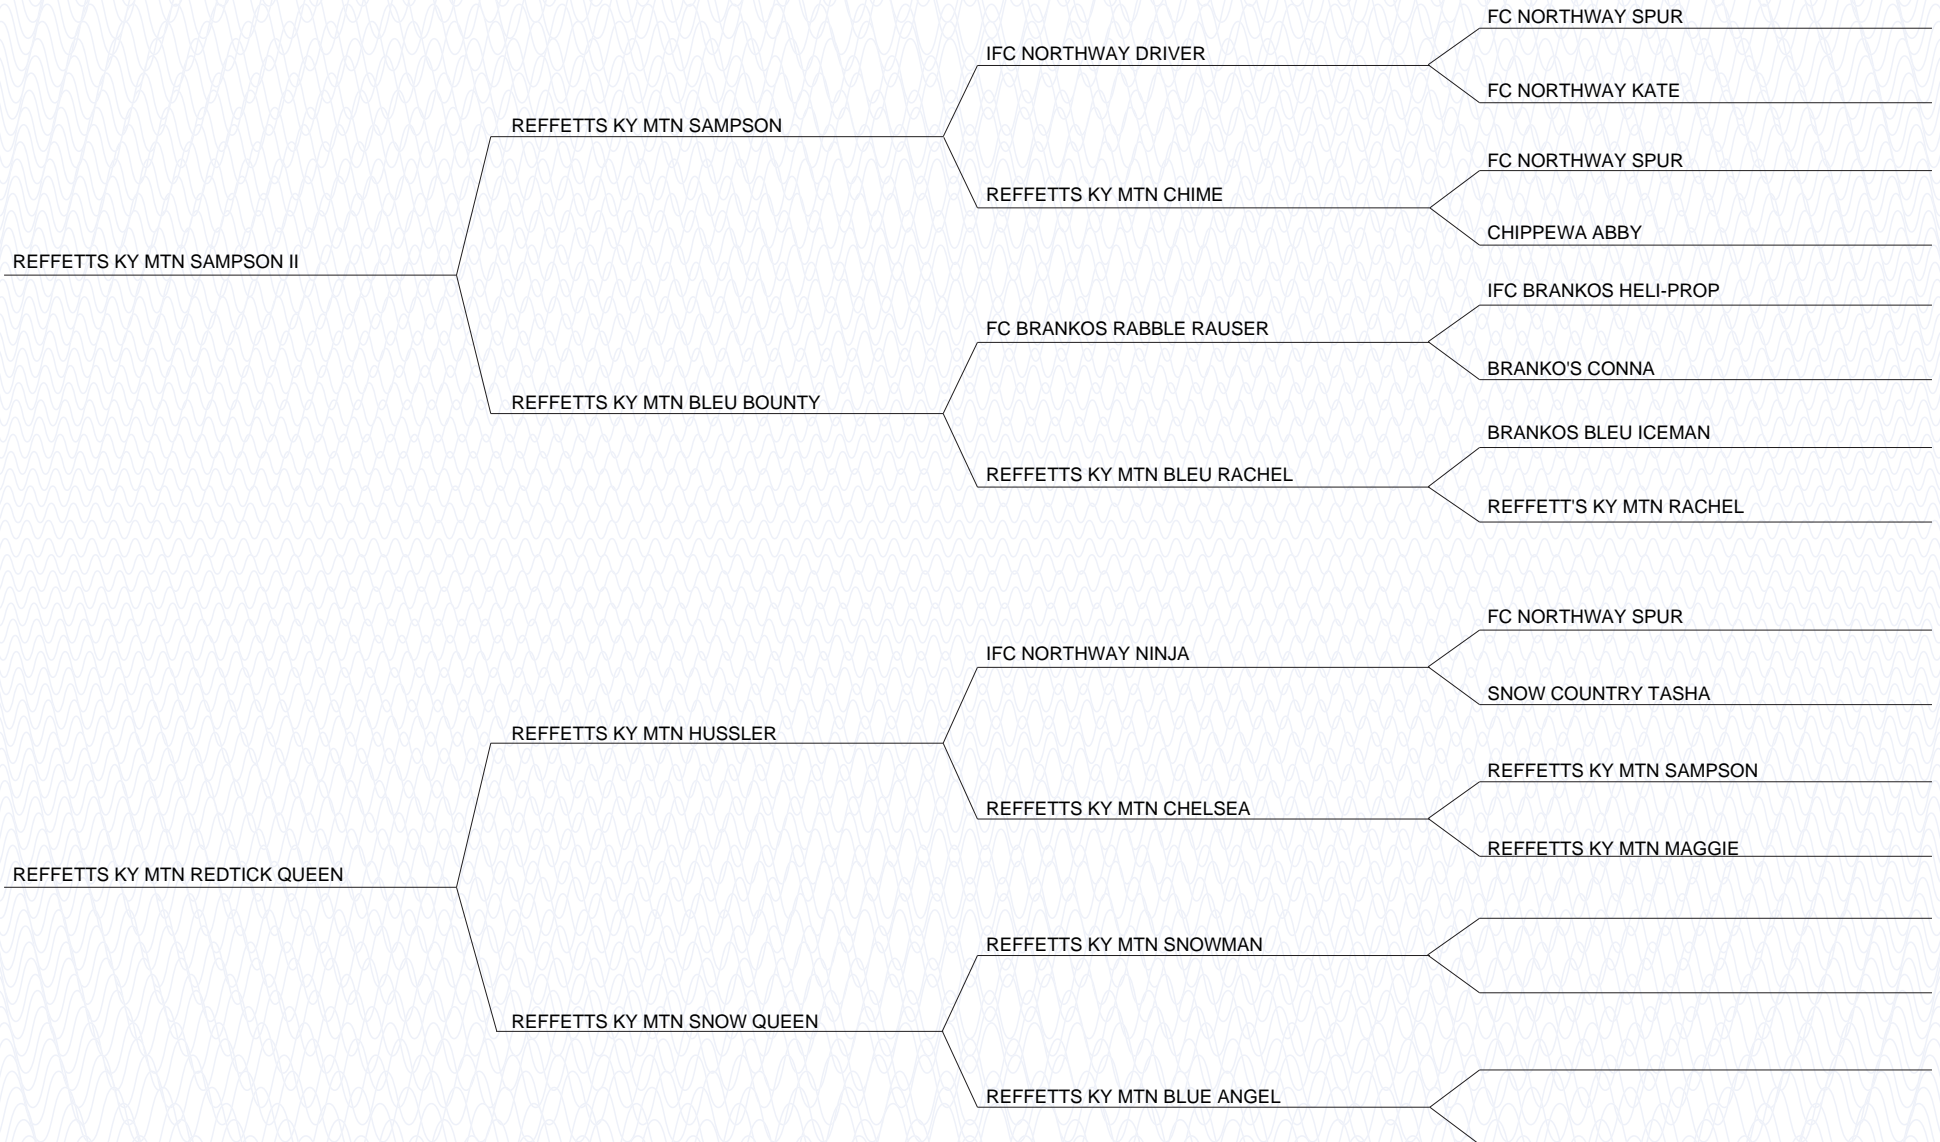 FC NORTHWAY SPUR
IFC NORTHWAY DRIVER
FC NORTHWAY KATE
REFFETTS KY MTN SAMPSON
FC NORTHWAY SPUR
REFFETTS KY MTN CHIME
CHIPPEWA ABBY
REFFETTS KY MTN SAMPSON II
IFC BRANKOS HELI-PROP
FC BRANKOS RABBLE RAUSER
BRANKO'S CONNA
REFFETTS KY MTN BLEU BOUNTY
BRANKOS BLEU ICEMAN
REFFETTS KY MTN BLEU RACHEL
REFFETT'S KY MTN RACHEL
FC NORTHWAY SPUR
IFC NORTHWAY NINJA
SNOW COUNTRY TASHA
REFFETTS KY MTN HUSSLER
REFFETTS KY MTN SAMPSON
REFFETTS KY MTN CHELSEA
REFFETTS KY MTN MAGGIE
REFFETTS KY MTN REDTICK QUEEN
REFFETTS KY MTN SNOWMAN
REFFETTS KY MTN SNOW QUEEN
REFFETTS KY MTN BLUE ANGEL